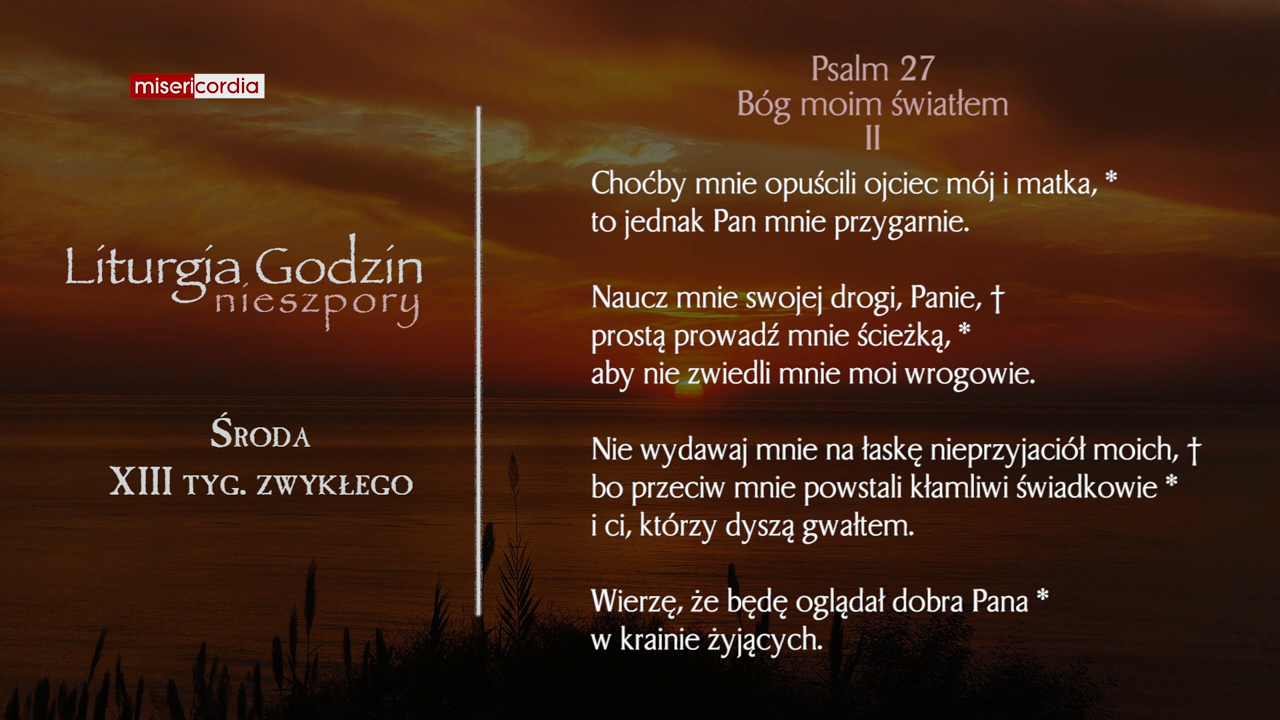 misericordia
Liturgia Godzin
nieszpory
Środa
XIII tyg. zwykłego
Psalm 27
Bóg moim światłem
II
Choćby mnie opuścili ojciec mój i matka, *
to jednak Pan mnie przygarnie.
Naucz mnie swojej drogi, Panie, †
prostą prowadź mnie ścieżką, *
aby nie zwiedli mnie moi wrogowie.
Nie wydawaj mnie na łaskę nieprzyjaciół moich, †
bo przeciw mnie powstali kłamliwi świadkowie *
i ci, którzy dyszą gwałtem.
Wierzę, że będę oglądał dobra Pana *
w krainie żyjących.